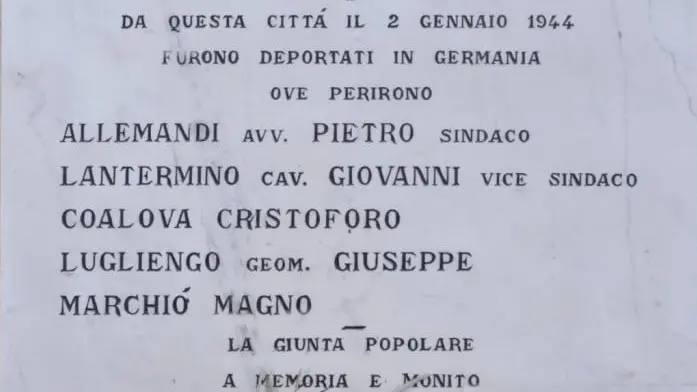 DA QUESTA CITTÁ IL 2 GENNAIO 1944
FURONO DEPORTATI IN GERMANIA
OVE PERIRONO
ALLEMANDI AVV. PIETRO SINDACO
LANTERMINO CAV. GIOVANNI VICE SINDACO
COALOVA CRISTOFORO
LUGLIENGO GEOM. GIUSEPPE
MARCHIÓ MAGNO
LA GIUNTA POPOLARE
A MEMORIA E MONITO